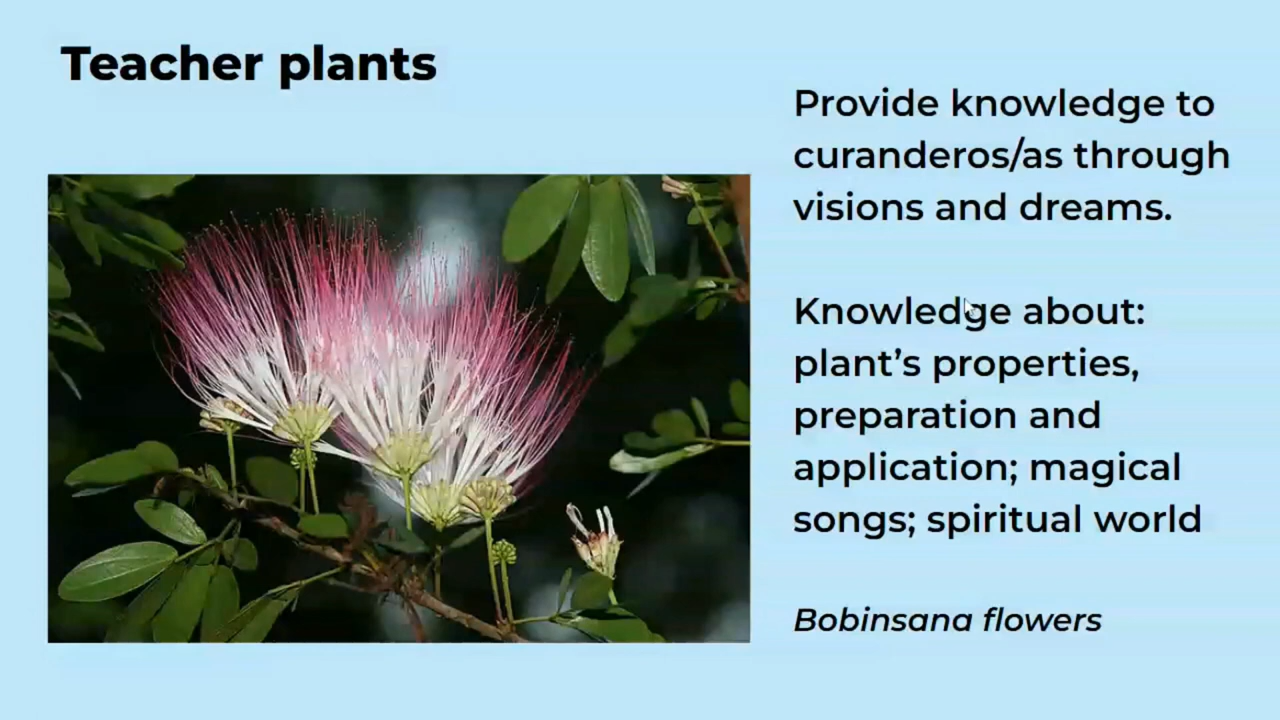 Teacher plants
Provide knowledge to
curanderos/as through
visions and dreams.
Knowledge about:
plant’s properties,
preparation and
application; magical
songs; spiritual world
Bobinsana flowers